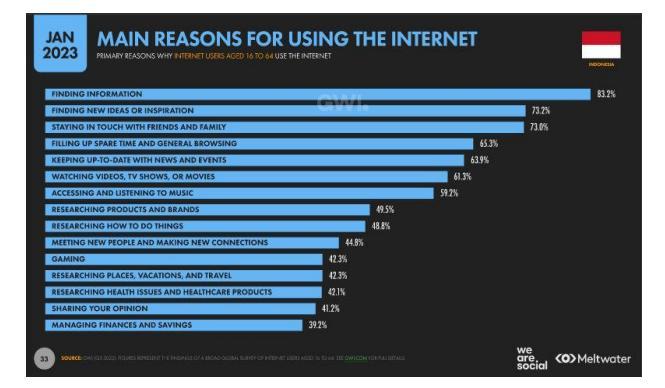 JAN
2023
MAIN REASONS FOR USING THE INTERNET
PRIMARY REASONS WHY INTERNET USERS AGED 16 TO 64 USE THE INTERNET
INDONESIA
GWI.
FINDING INFORMATION 83.2%
FINDING NEW IDEAS OR INSPIRATION 73.2%
STAYING IN TOUCH WITH FRIENDS AND FAMILY 73.0%
FILLING UP SPARE TIME AND GENERAL BROWSING 65.3%
KEEPING UP-TO-DATE WITH NEWS AND EVENTS 63.9%
WATCHING VIDEOS, TV SHOWS, OR MOVIES 61.3%
ACCESSING AND LISTENING TO MUSIC 59.2%
RESEARCHING PRODUCTS AND BRANDS 49.5%
RESEARCHING HOW TO DO THINGS 48.8%
MEETING NEW PEOPLE AND MAKING NEW CONNECTIONS 44.8%
GAMING 42.3%
RESEARCHING PLACES, VACATIONS, AND TRAVEL 42.3%
RESEARCHING HEALTH ISSUES AND HEALTHCARE PRODUCTS 42.1%
SHARING YOUR OPINION 41.2%
MANAGING FINANCES AND SAVINGS 39.2%
33
SOURCE: GWI (Q3 2022). FIGURES REPRESENT THE FINDINGS OF A BROAD GLOBAL SURVEY OF INTERNET USERS AGED 16 TO 64. SEE GWI.COM FOR FULL DETAILS.
we
are
social
Meltwater